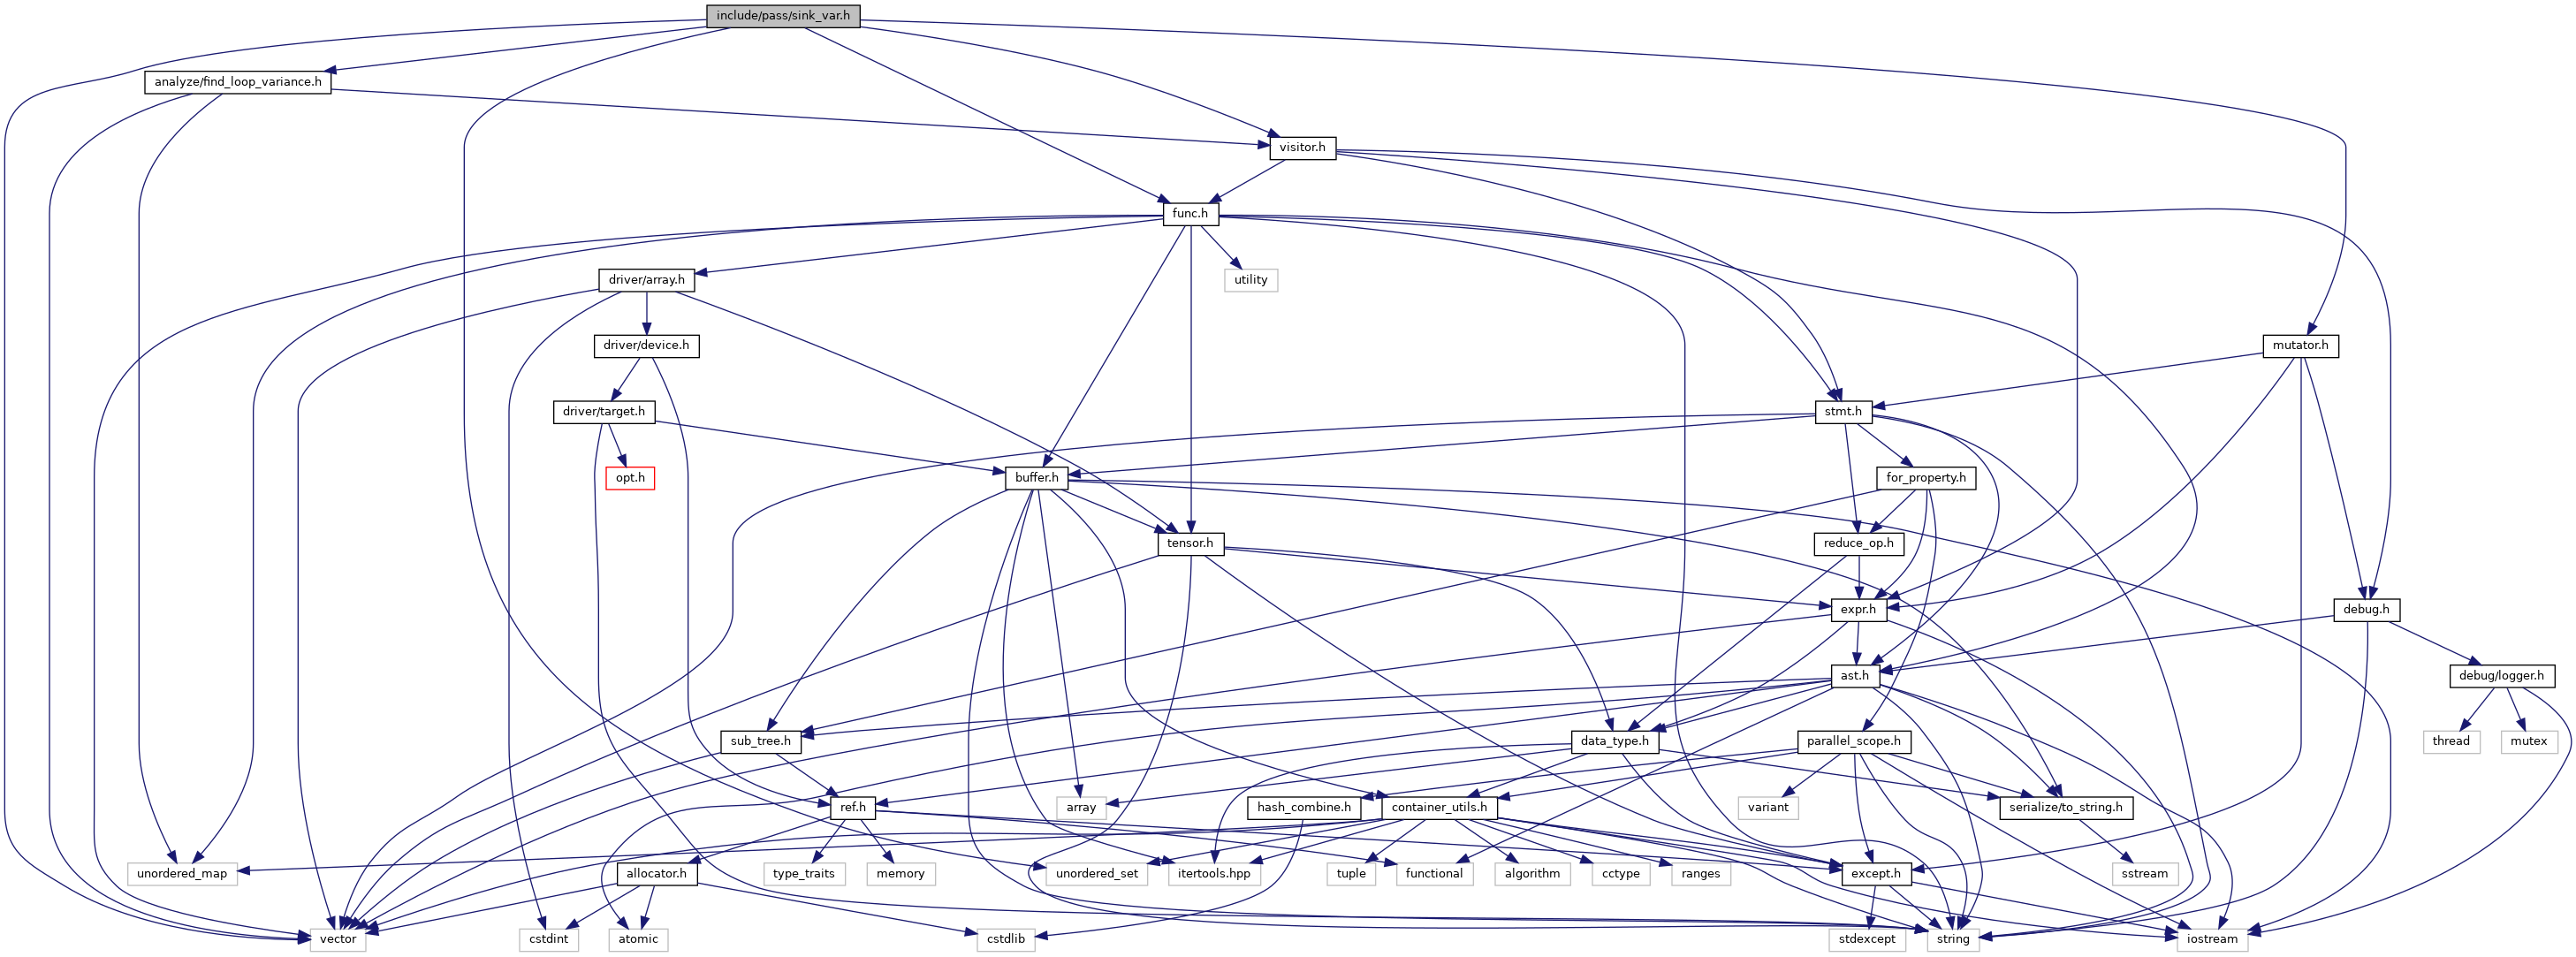 include/pass/sink_var.h
analyze/find_loop_variance.h
visitor.h
func.h
driver/array.h
utility
driver/device.h
mutator.h
driver/target.h
stmt.h
opt.h
buffer.h
for_property.h
tensor.h
reduce_op.h
expr.h
debug.h
ast.h
debug/logger.h
sub_tree.h
data_type.h
parallel_scope.h
thread
mutex
ref.h
array
hash_combine.h
container_utils.h
variant
serialize/to_string.h
unordered_map
allocator.h
type_traits
memory
unordered_set
itertools.hpp
tuple
functional
algorithm
cctype
ranges
except.h
sstream
vector
cstdint
atomic
cstdlib
stdexcept
string
iostream